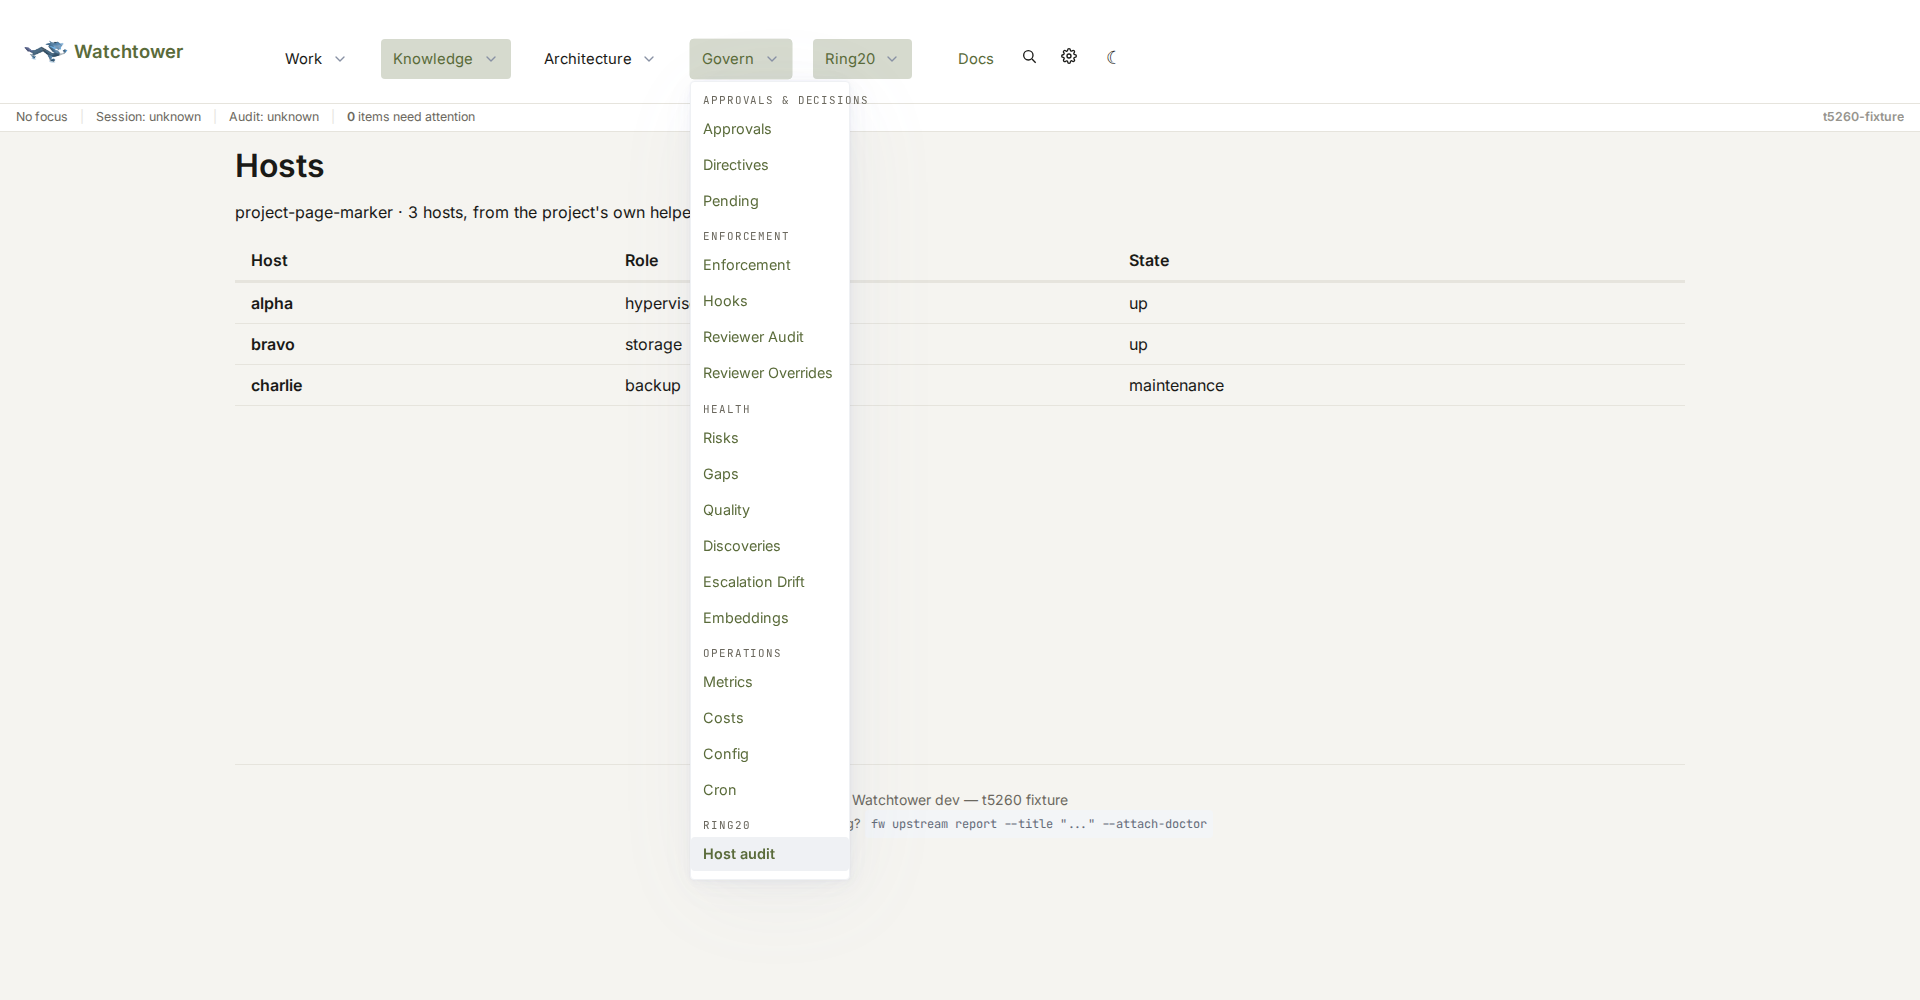 Watchtower
Work
Knowledge
Architecture
Govern
Ring20
Docs
No focus
Session: unknown
Audit: unknown
0 items need attention
t5260-fixture
APPROVALS & DECISIONS
Approvals
Directives
Pending
ENFORCEMENT
Enforcement
Hooks
Reviewer Audit
Reviewer Overrides
HEALTH
Risks
Gaps
Quality
Discoveries
Escalation Drift
Embeddings
OPERATIONS
Metrics
Costs
Config
Cron
RING20
Host audit
Hosts
project-page-marker · 3 hosts, from the project's own
Host Role State
alpha up
bravo storage up
charlie backup maintenance
Watchtower dev — t5260 fixture
fw upstream report --title "..." --attach-doctor